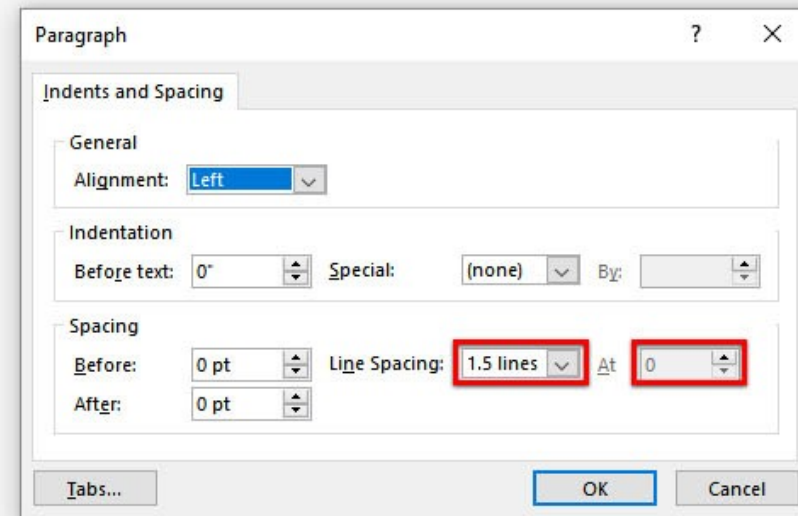 Paragraph ?
Indents and Spacing
General
Alignment: Left
Indentation
Before text: 0" Special: (none) By:
Spacing
Before: 0 pt Line Spacing: 1.5 lines At 0
After: 0 pt
Tabs... OK Cancel